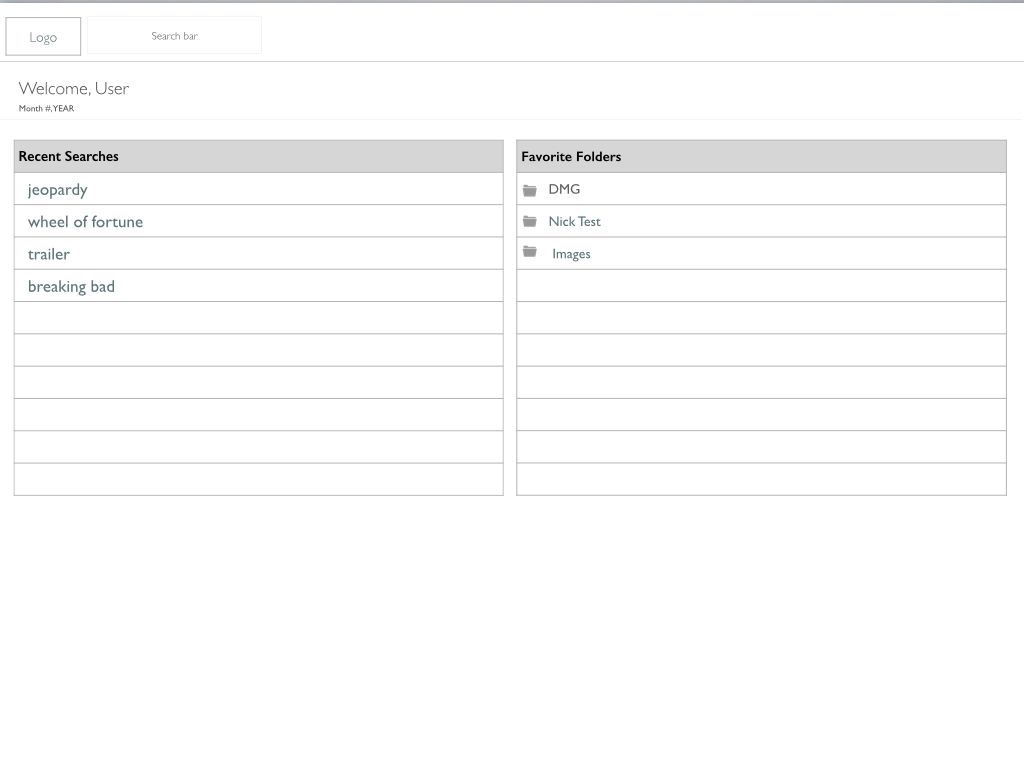 Logo
Search bar
Welcome, User
Month #, YEAR
Recent Searches
jeopardy
wheel of fortune
trailer
breaking bad
Favorite Folders
DMG
Nick Test
Images